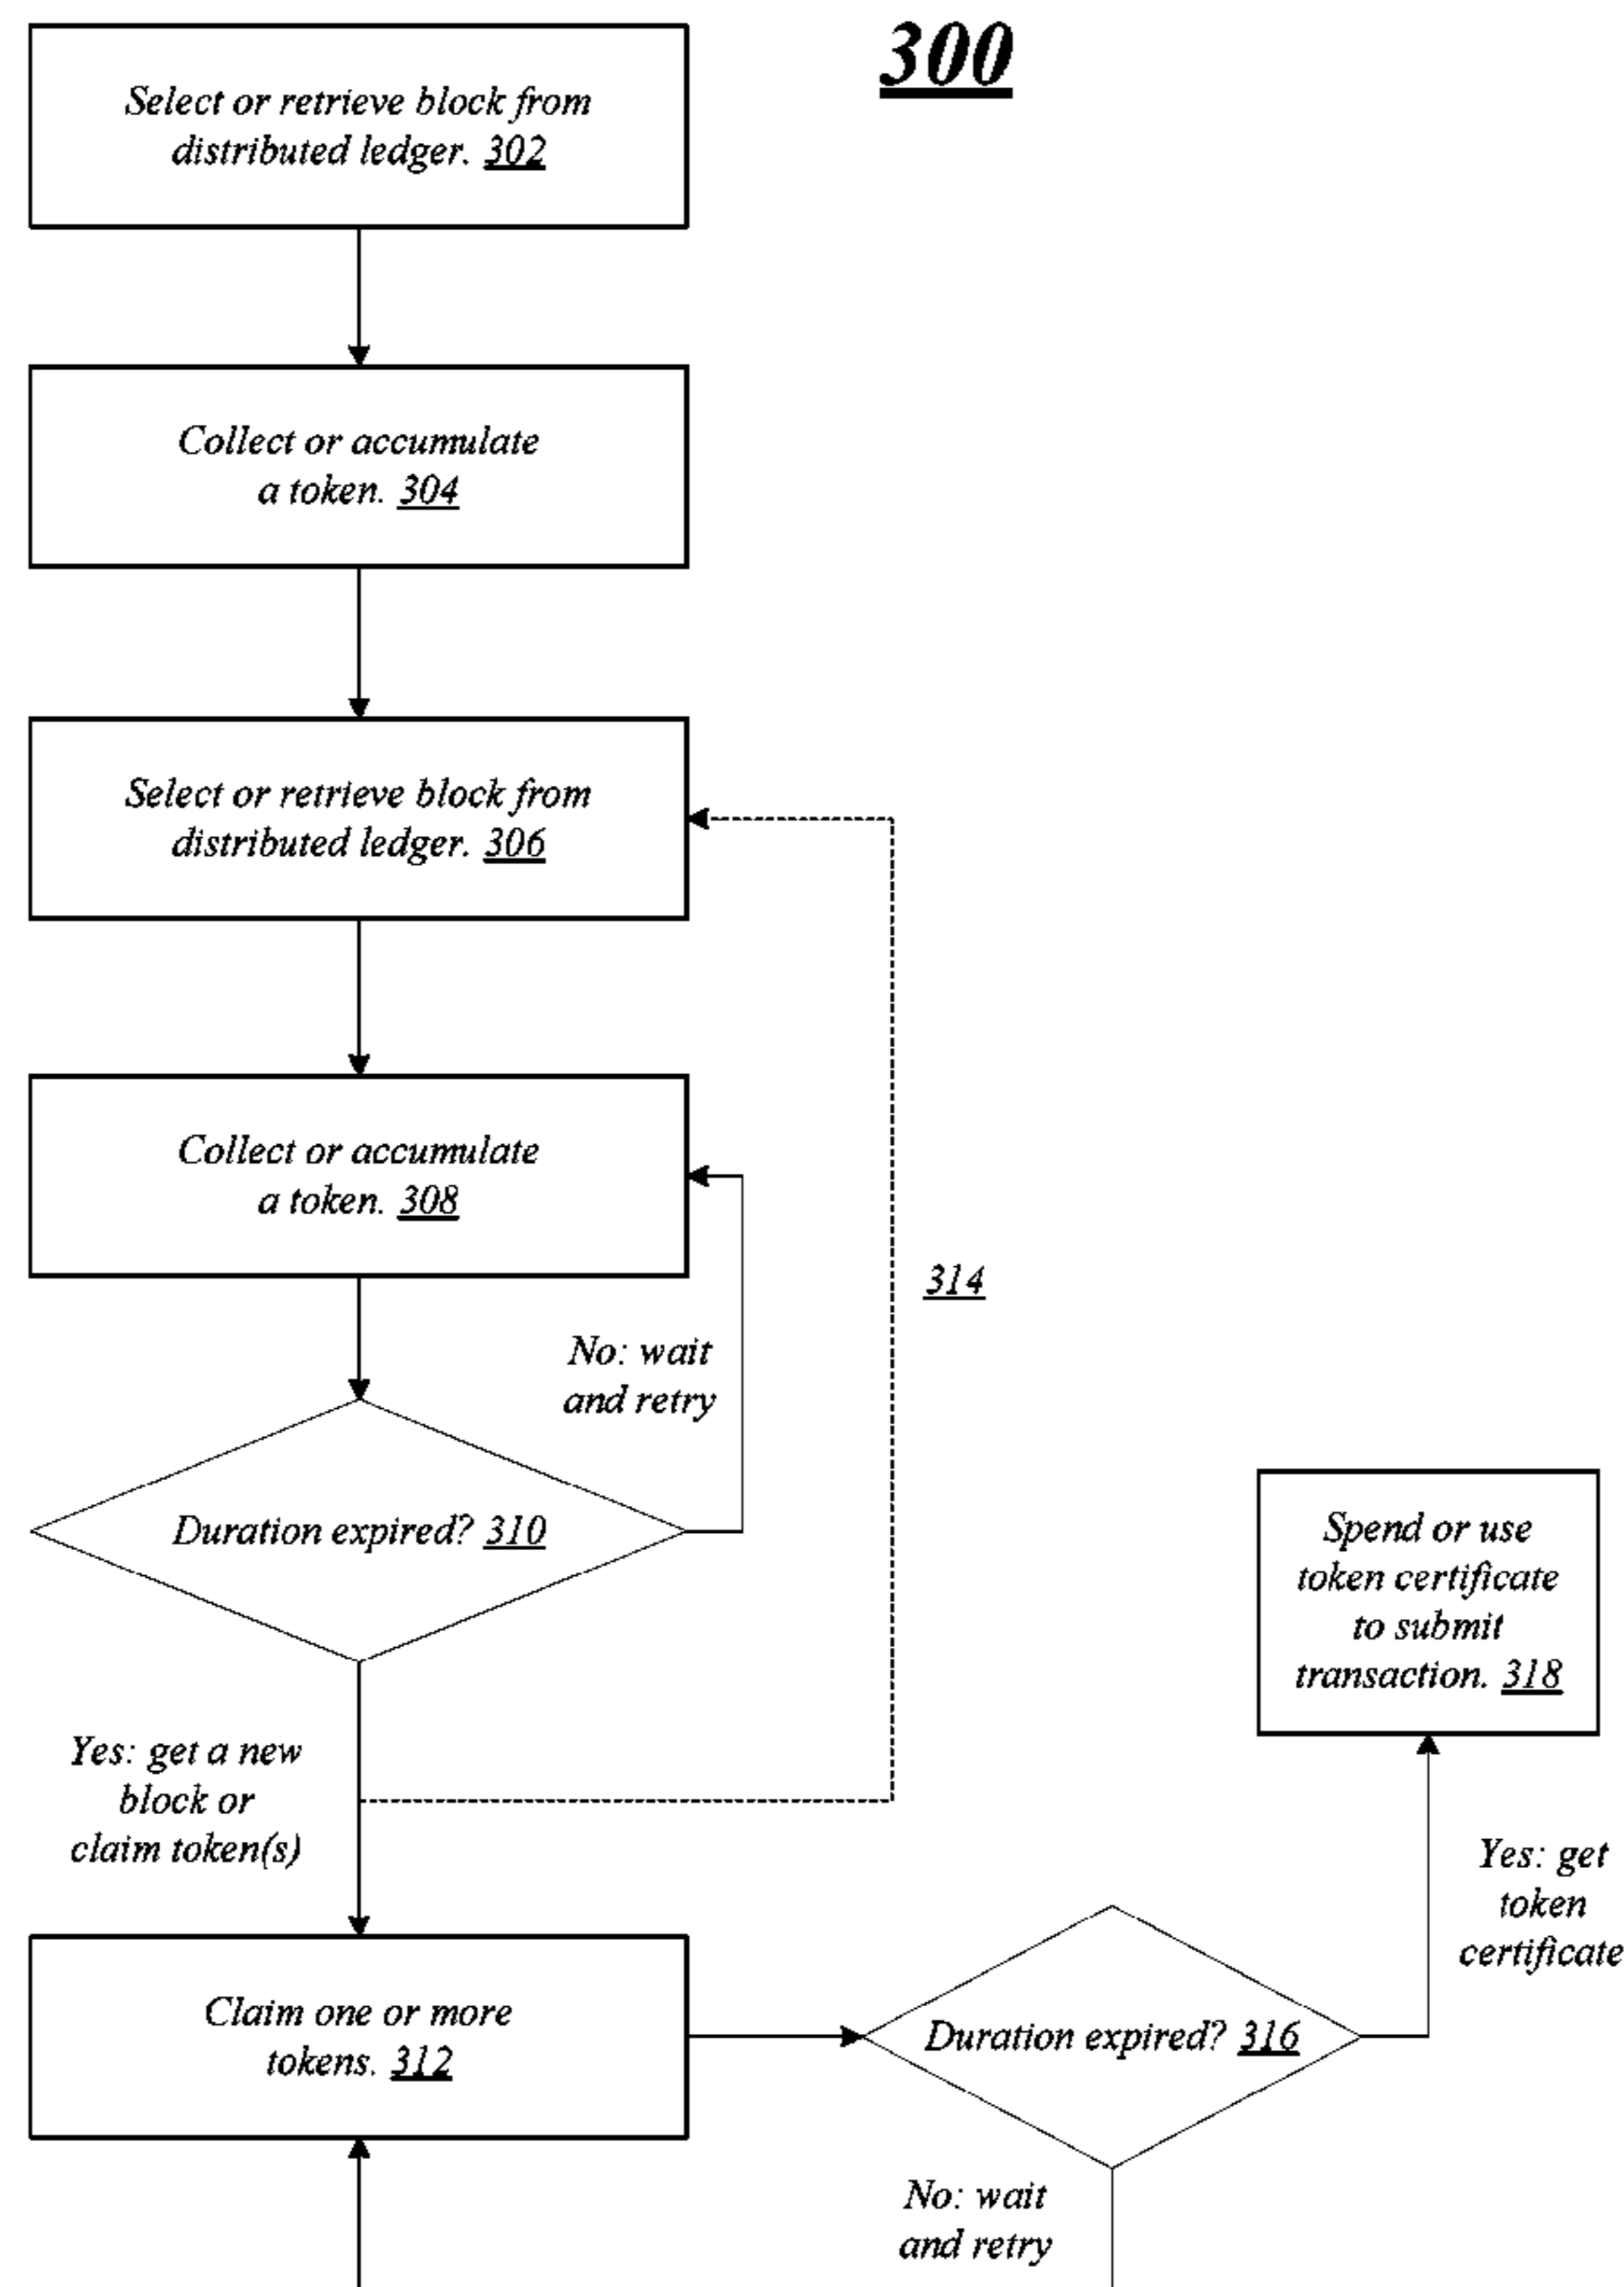 300
Select or retrieve block from
distributed ledger. 302
Collect or accumulate
a token. 304
Select or retrieve block from
distributed ledger. 306
Collect or accumulate
a token. 308
314
No: wait
and retry
Duration expired? 310
Spend or use
token certificate
to submit
transaction. 318
Yes: get a new
block or
claim token(s)
Yes: get
token
certificate
Claim one or more
tokens. 312
Duration expired? 316
No: wait
and retry